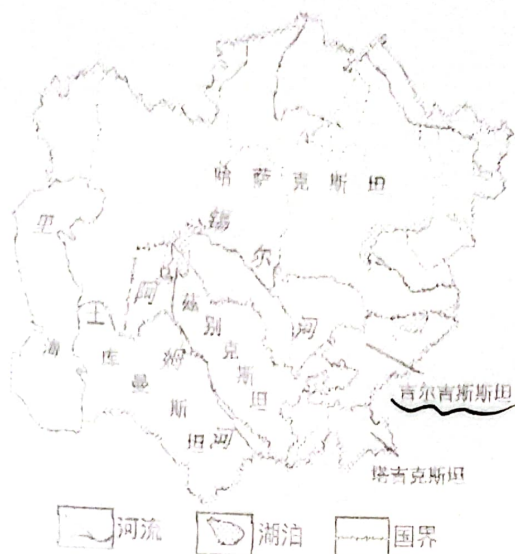 哈萨克斯坦
锡尔河
里海
阿姆河
土库曼斯坦
兹别克斯坦
吉尔吉斯斯坦
塔吉克斯坦
河流
湖泊
国界